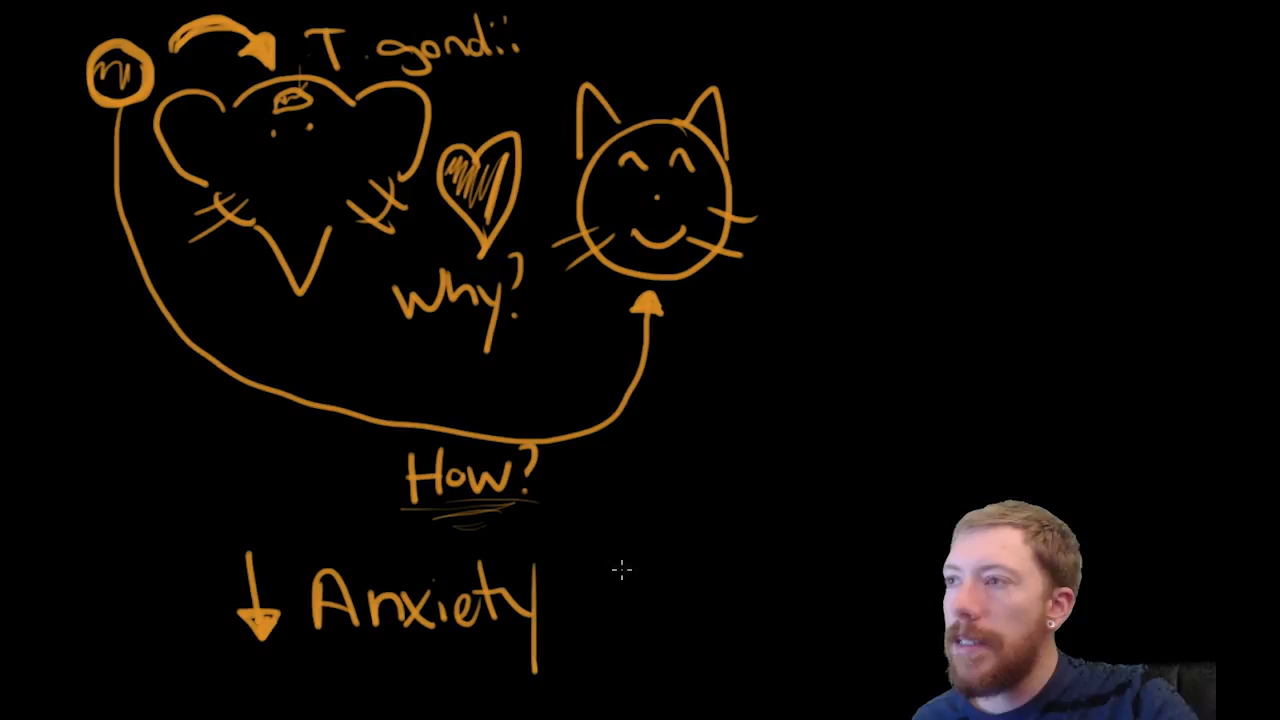 T. gondii
Why?
How?
↓ Anxiety